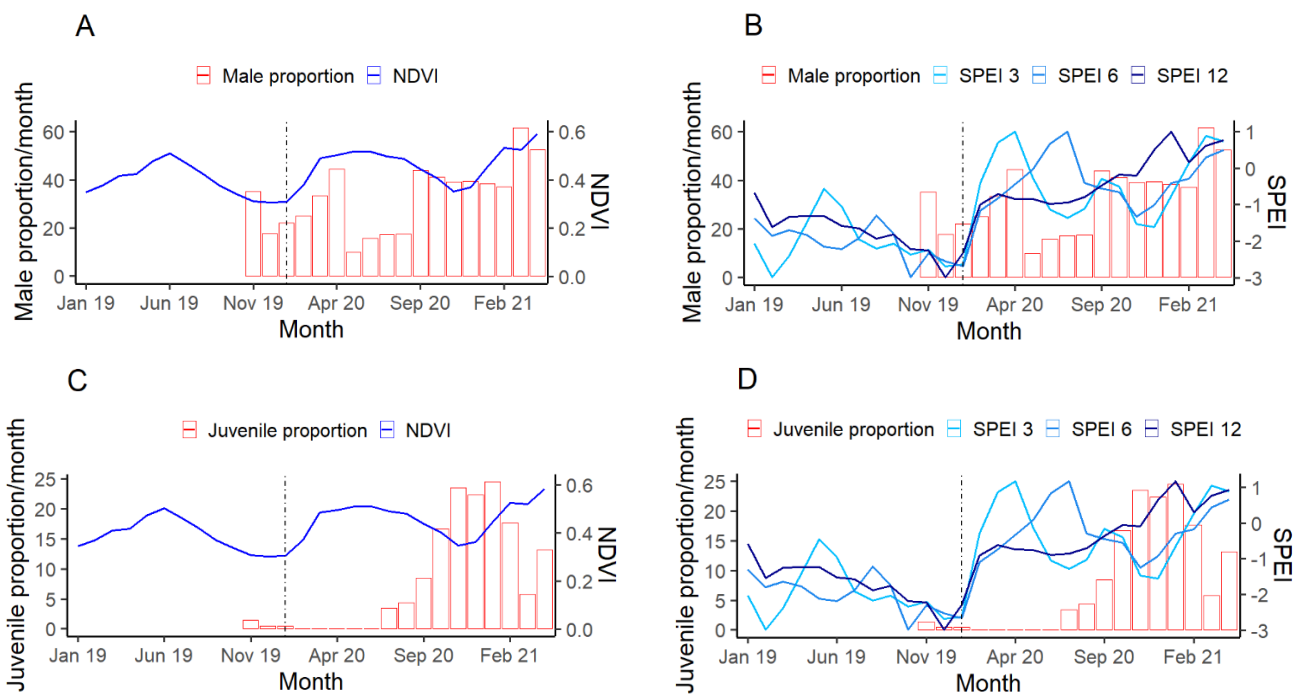 A
Male proportion NDVI
Male proportion/month
60
40
20
0
0.6
0.4
0.2
0.0
NDVI
Jan 19 Jun 19 Nov 19 Apr 20 Sep 20 Feb 21
Month
B
Male proportion SPEI 3 SPEI 6 SPEI 12
Male proportion/month
60
40
20
0
1
0
-1
-2
-3
SPEI
Jan 19 Jun 19 Nov 19 Apr 20 Sep 20 Feb 21
Month
C
Juvenile proportion NDVI
Juvenile proportion/month
25
20
15
10
5
0
0.6
0.4
0.2
0.0
NDVI
Jan 19 Jun 19 Nov 19 Apr 20 Sep 20 Feb 21
Month
D
Juvenile proportion SPEI 3 SPEI 6 SPEI 12
Juvenile proportion/month
25
20
15
10
5
0
1
0
-1
-2
-3
SPEI
Jan 19 Jun 19 Nov 19 Apr 20 Sep 20 Feb 21
Month